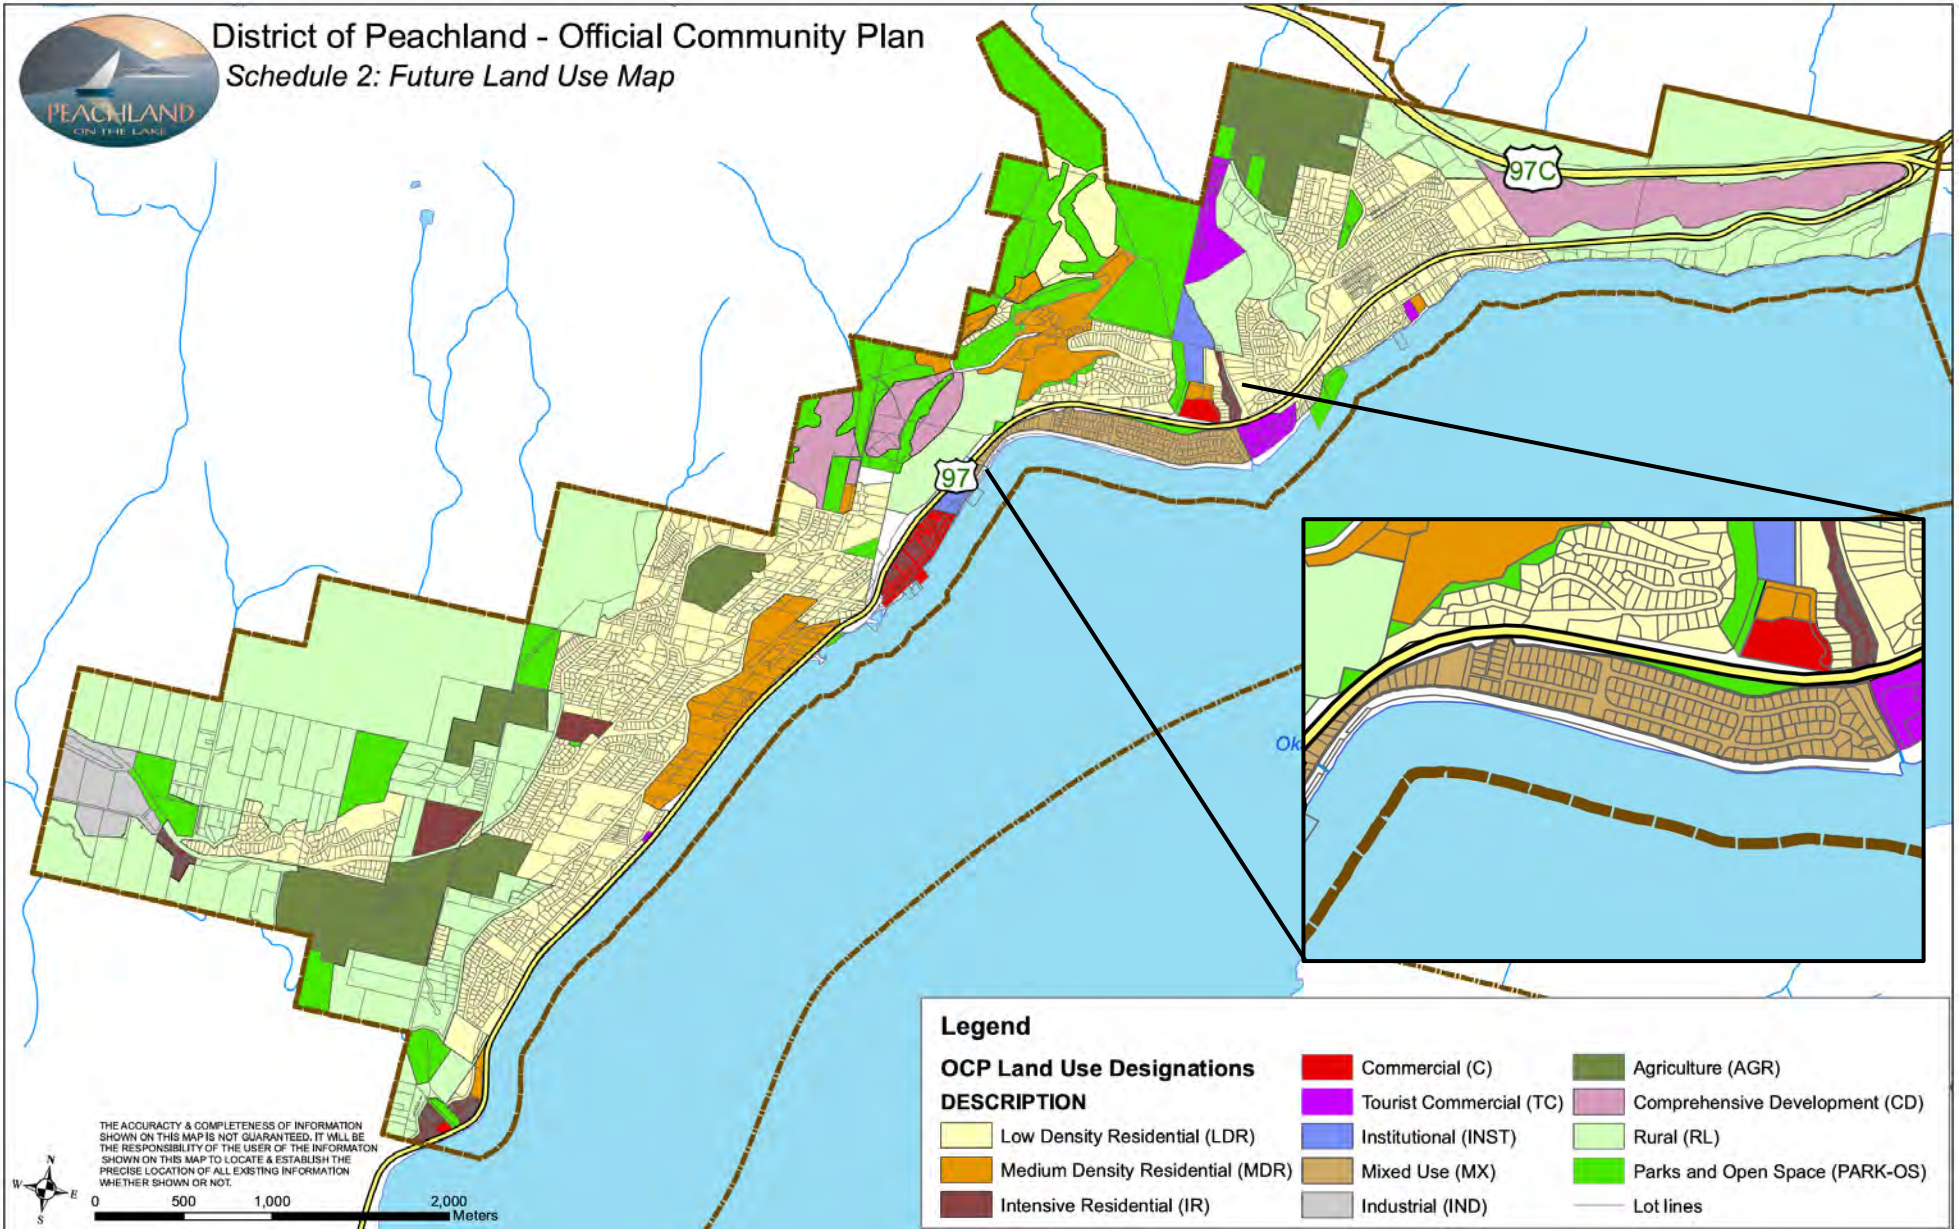 District of Peachland - Official Community Plan
Schedule 2: Future Land Use Map
PEACHLAND
ON THE LAKE
97C
97
Ok
Legend
OCP Land Use Designations
DESCRIPTION
Low Density Residential (LDR)
Medium Density Residential (MDR)
Intensive Residential (IR)
Commercial (C)
Tourist Commercial (TC)
Institutional (INST)
Mixed Use (MX)
Industrial (IND)
Agriculture (AGR)
Comprehensive Development (CD)
Rural (RL)
Parks and Open Space (PARK-OS)
Lot lines
THE ACCURACTY & COMPLETENESS OF INFORMATION
SHOWN ON THIS MAP IS NOT GUARANTEED. IT WILL BE
THE RESPONSIBILITY OF THE USER OF THE INFORMATON
SHOWN ON THIS MAP TO LOCATE & ESTABLISH THE
PRECISE LOCATION OF ALL EXISTING INFORMATION
WHETHER SHOWN OR NOT.
N
W
E
S
0 500 1,000 2,000
Meters